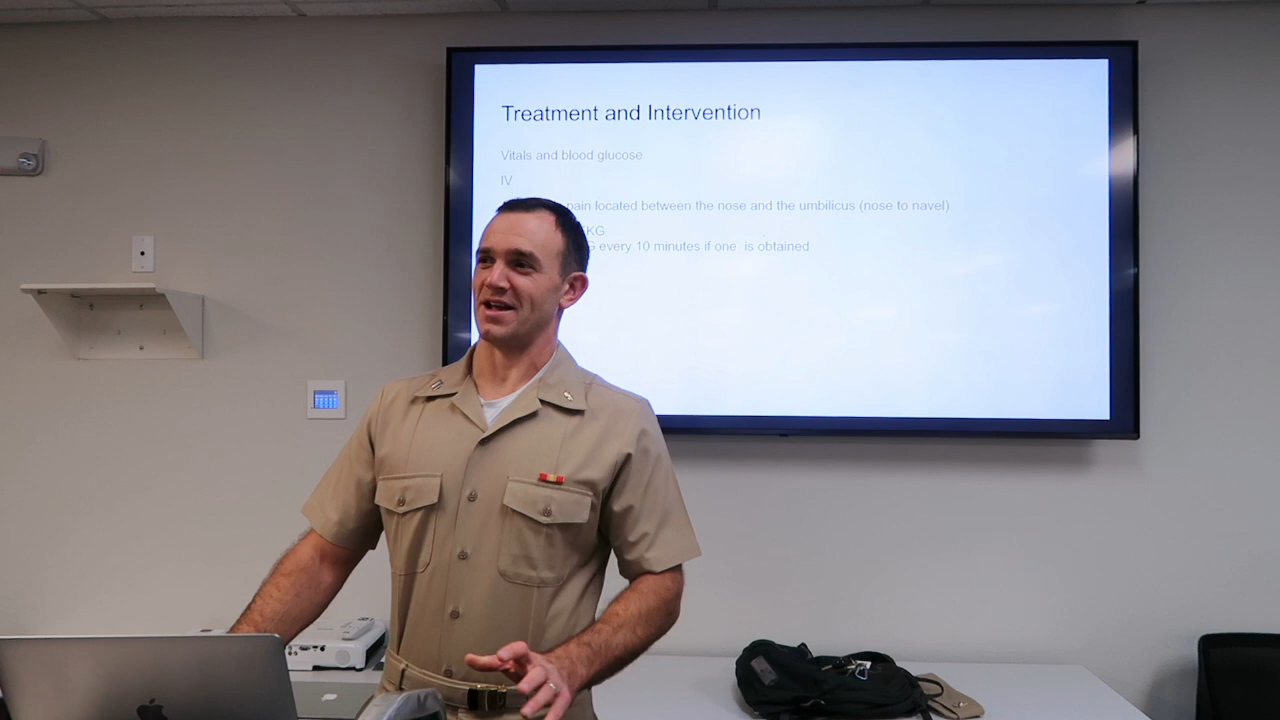 Treatment and Intervention
Vitals and blood glucose
IV
pain located between the nose and the umbilicus (nose to navel)
every 10 minutes if one is obtained